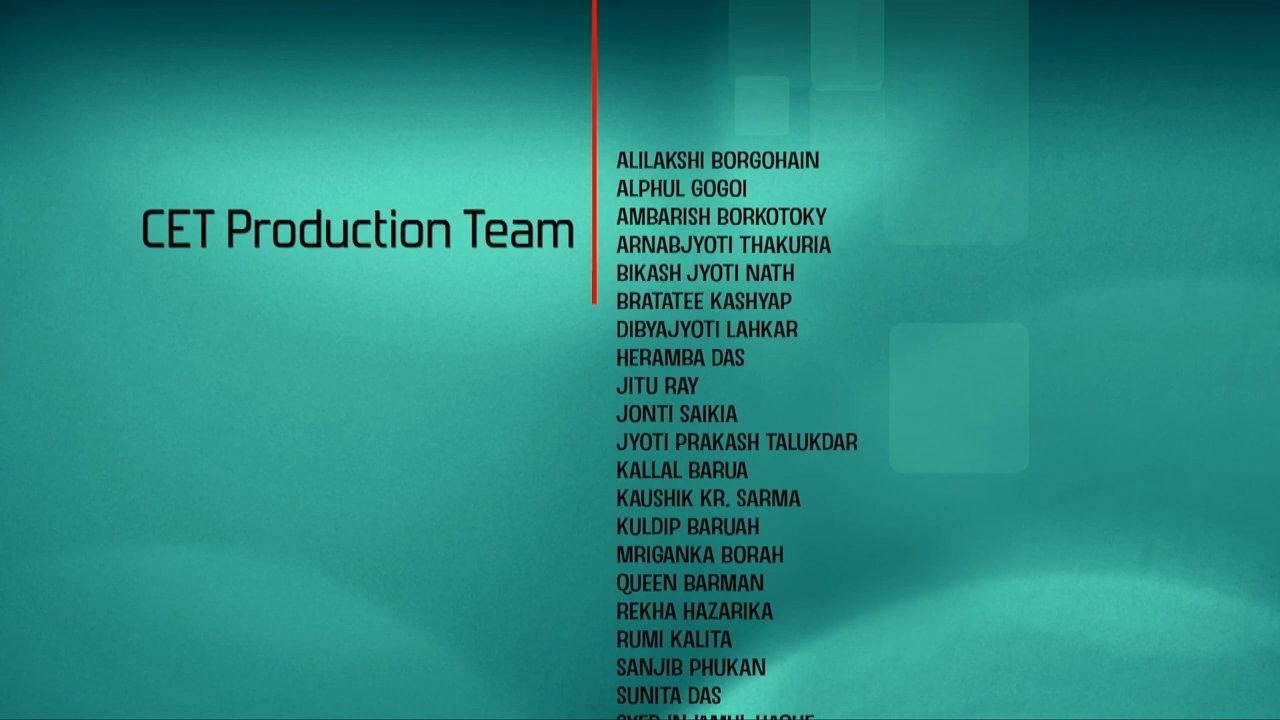 CET Production Team
ALILAKSHI BORGOHAIN
ALPHUL GOGOI
AMBARISH BORKOTOKY
ARNABJYOTI THAKURIA
BIKASH JYOTI NATH
BRATATEE KASHYAP
DIBYAJYOTI LAHKAR
HERAMBA DAS
JITU RAY
JONTI SAIKIA
JYOTI PRAKASH TALUKDAR
KALLAL BARUA
KAUSHIK KR. SARMA
KULDIP BARUAH
MRIGANKA BORAH
QUEEN BARMAN
REKHA HAZARIKA
RUMI KALITA
SANJIB PHUKAN
SUNITA DAS